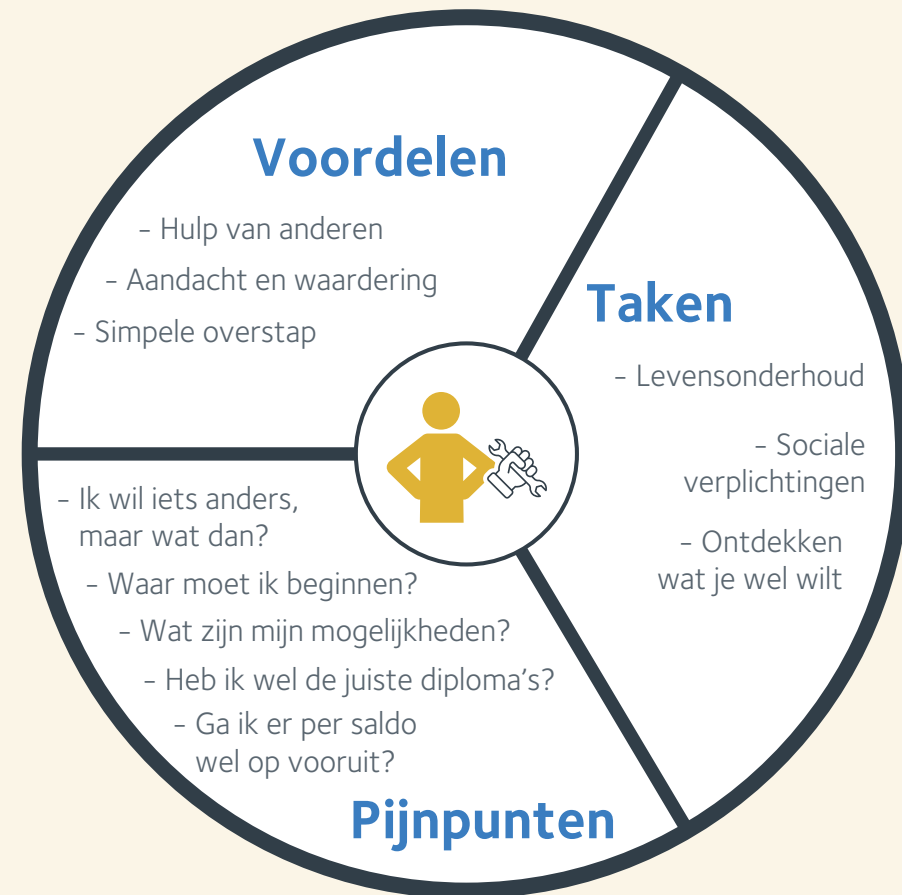 Voordelen
- Hulp van anderen
- Aandacht en waardering
- Simpele overstap
Taken
- Levensonderhoud
- Sociale
verplichtingen
- Ontdekken
wat je wel wilt
- Ik wil iets anders,
maar wat dan?
- Waar moet ik beginnen?
- Wat zijn mijn mogelijkheden?
- Heb ik wel de juiste diploma's?
- Ga ik er per saldo
wel op vooruit?
Pijnpunten